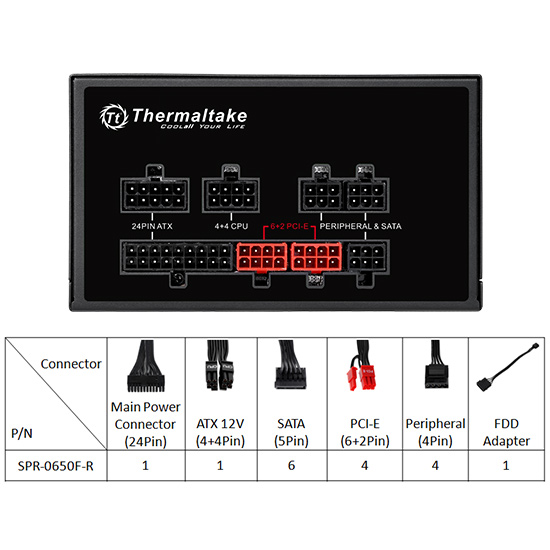 Tt Thermaltake
COOLall YOUR LIFE
24PIN ATX
4+4 CPU
6+2 PCI-E
PERIPHERAL & SATA
Connector
P/N
Main Power
Connector
(24Pin)
ATX 12V
(4+4Pin)
SATA
(5Pin)
PCI-E
(6+2Pin)
Peripheral
(4Pin)
FDD
Adapter
SPR-0650F-R 1 1 6 4 4 1